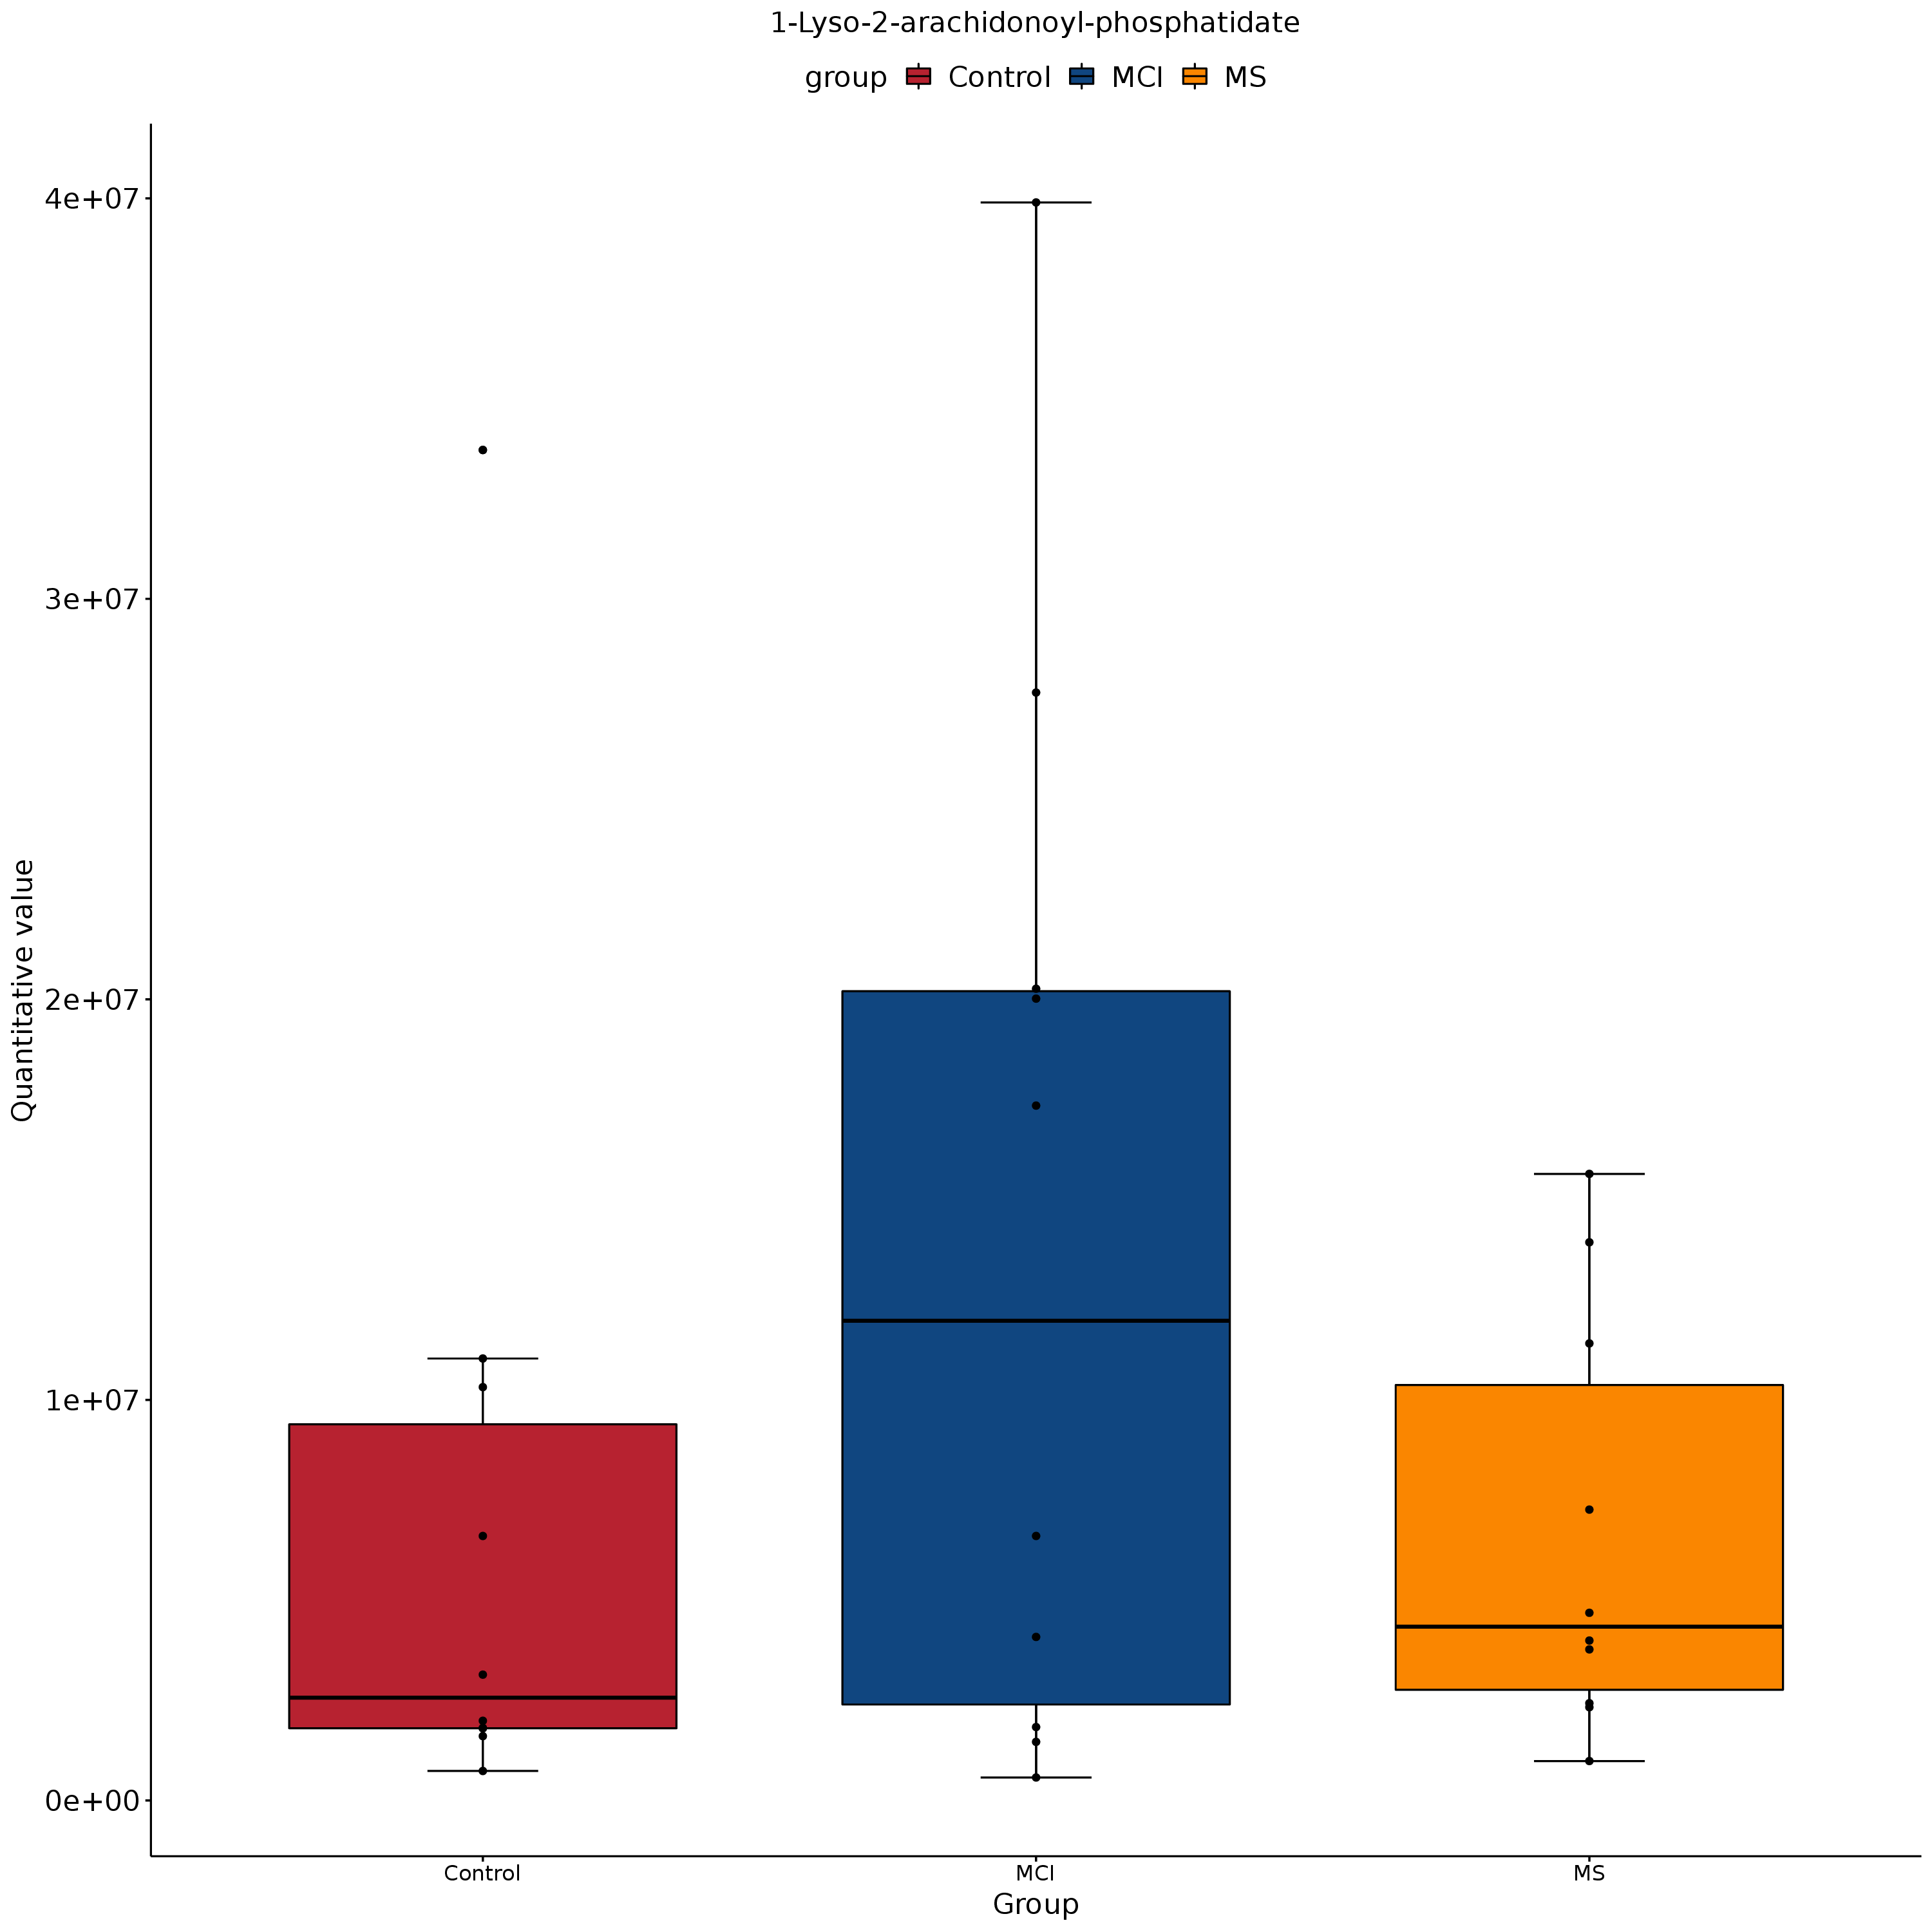 1-Lyso-2-arachidonoyl-phosphatidate
group Control MCI MS
4e+07
3e+07
2e+07
1e+07
0e+00
Quantitative value
Control MCI MS
Group